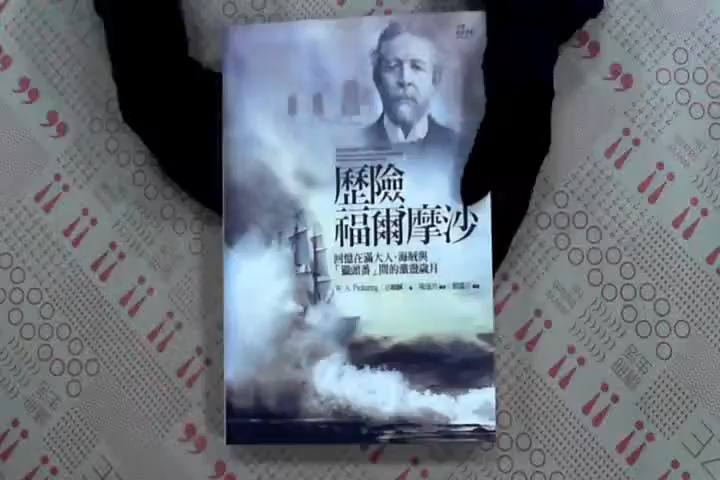 歷險
福爾摩沙
回憶在滿大人、海賊與
「獵頭番」間的激盪歲月
W. A. Pickering